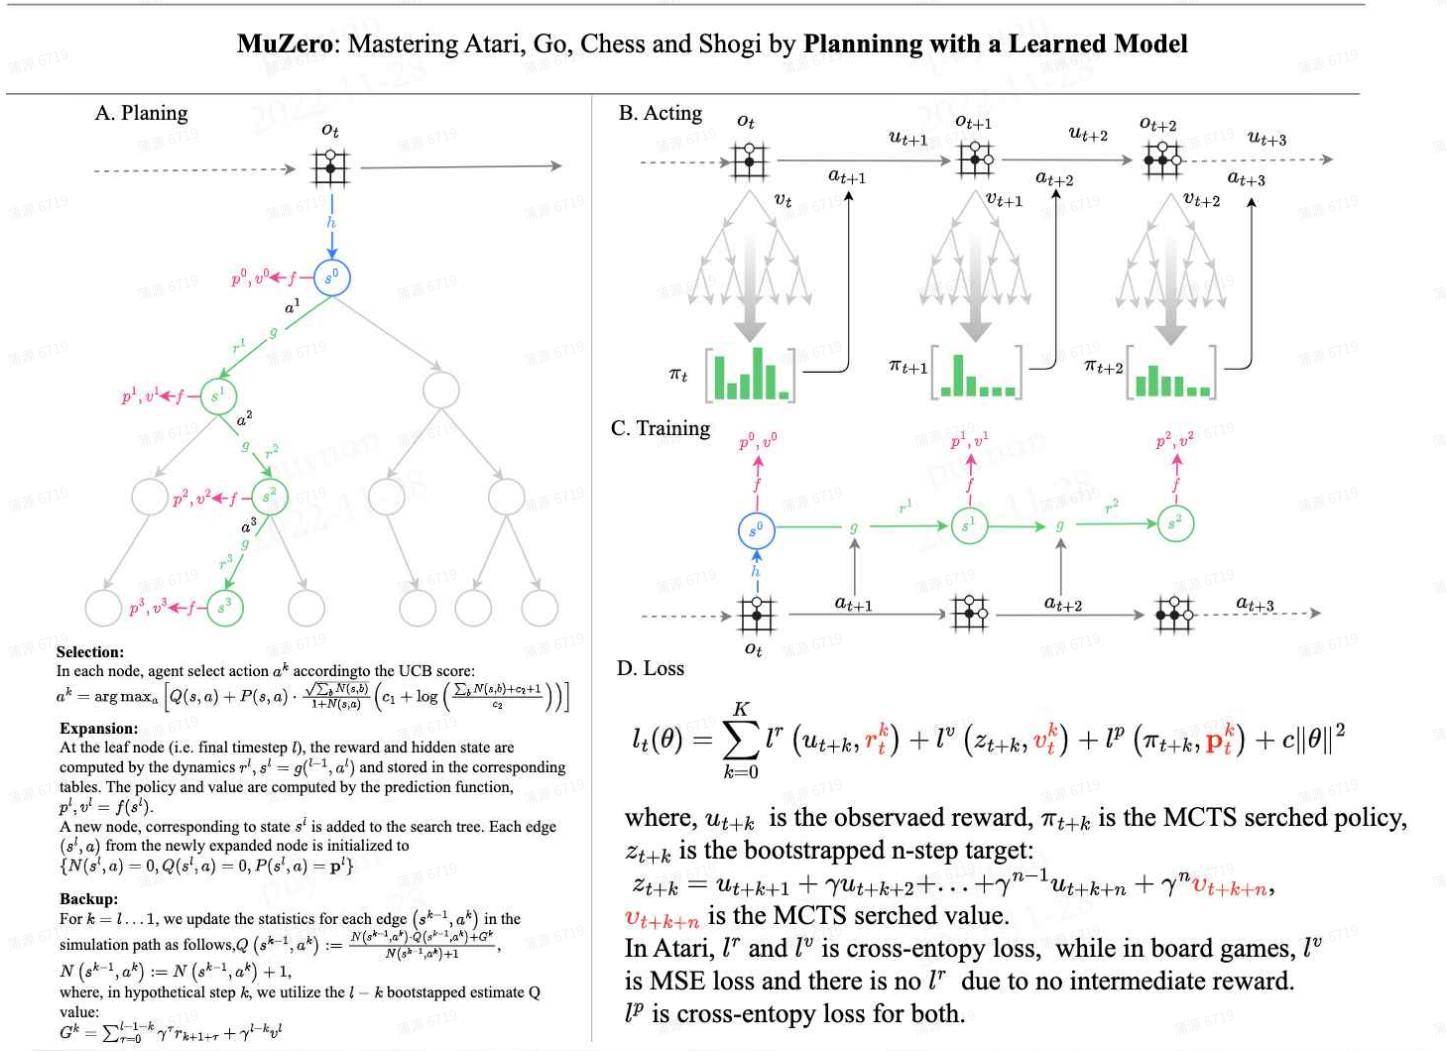 MuZero: Mastering Atari, Go, Chess and Shogi by Planninng with a Learned Model
A. Planing
o_t
h
s^0
p^0, v^0 f
a^1
g
r^1
s^1
p^1, v^1 f
a^2
g
r^2
s^2
p^2, v^2 f
a^3
g
r^3
s^3
p^3, v^3 f
Selection:
In each node, agent select action a^k accordingto the UCB score:
a^k = arg max_a [Q(s, a) + P(s, a) · √(∑_b N(s,b)) / (1+N(s,a)) (c_1 + log((∑_b N(s,b)+c_2+1) / c_2))]
Expansion:
At the leaf node (i.e. final timestep l), the reward and hidden state are
computed by the dynamics r^l, s^l = g(^{l−1}, a^l) and stored in the corresponding
tables. The policy and value are computed by the prediction function,
p^l, v^l = f(s^l).
A new node, corresponding to state s^l is added to the search tree. Each edge
(s^l, a) from the newly expanded node is initialized to
{N(s^l, a) = 0, Q(s^l, a) = 0, P(s^l, a) = p^l}
Backup:
For k = l . . . 1, we update the statistics for each edge (s^{k−1}, a^k) in the
simulation path as follows,Q (s^{k−1}, a^k) := (N(s^{k−1},a^k)·Q(s^{k−1},a^k)+G^k) / (N(s^{k−1},a^k)+1),
N (s^{k−1}, a^k) := N (s^{k−1}, a^k) + 1,
where, in hypothetical step k, we utilize the l − k bootstapped estimate Q
value:
G^k = ∑_{τ=0}^{l−1−k} γ^τ r_{k+1+τ} + γ^{l−k} v^l
B. Acting
o_t
u_{t+1}
o_{t+1}
u_{t+2}
o_{t+2}
u_{t+3}
a_{t+1}
a_{t+2}
a_{t+3}
v_t
v_{t+1}
v_{t+2}
π_t
π_{t+1}
π_{t+2}
C. Training
p^0, v^0
p^1, v^1
p^2, v^2
f
f
f
s^0
g
r^1
s^1
g
r^2
s^2
h
a_{t+1}
a_{t+2}
a_{t+3}
o_t
D. Loss
l_t(θ) = ∑_{k=0}^{K} l^r (u_{t+k}, r_t^k) + l^v (z_{t+k}, v_t^k) + l^p (π_{t+k}, p_t^k) + c‖θ‖^2
where, u_{t+k} is the observaed reward, π_{t+k} is the MCTS serched policy,
z_{t+k} is the bootstrapped n-step target:
z_{t+k} = u_{t+k+1} + γu_{t+k+2}+. . . +γ^{n−1}u_{t+k+n} + γ^n v_{t+k+n},
v_{t+k+n} is the MCTS serched value.
In Atari, l^r and l^v is cross-entopy loss, while in board games, l^v
is MSE loss and there is no l^r due to no intermediate reward.
l^p is cross-entopy loss for both.